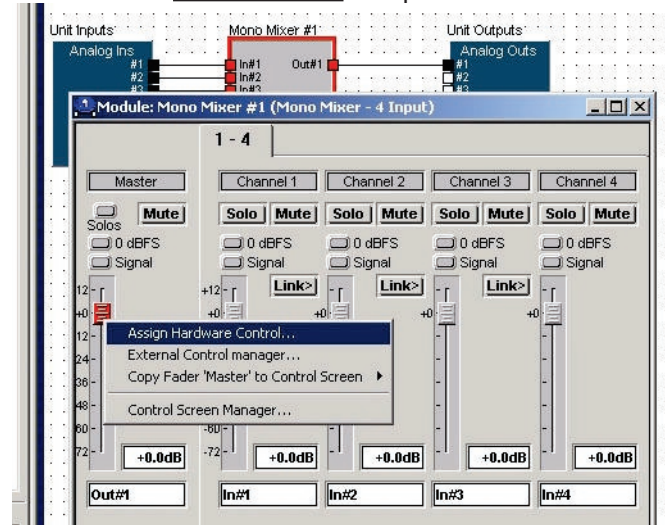 Unit Inputs Mono Mixer #1 Unit Outputs
Analog Ins Analog Outs
#1 In#1 Out#1 #1
#2 In#2 #2
#3 In#3 #3
Module: Mono Mixer #1 (Mono Mixer - 4 Input)
1 - 4
Master Channel 1 Channel 2 Channel 3 Channel 4
Mute Solo Mute Solo Mute Solo Mute Solo Mute
Solos
0 dBFS 0 dBFS 0 dBFS 0 dBFS 0 dBFS
Signal Signal Signal Signal Signal
Link> Link> Link>
12 +12
+0 +0 +0 +0 +0
Assign Hardware Control...
12
External Control manager...
24
Copy Fader 'Master' to Control Screen
36
48
Control Screen Manager...
60 -60
72 +0.0dB -72 +0.0dB +0.0dB +0.0dB +0.0dB
Out#1 In#1 In#2 In#3 In#4